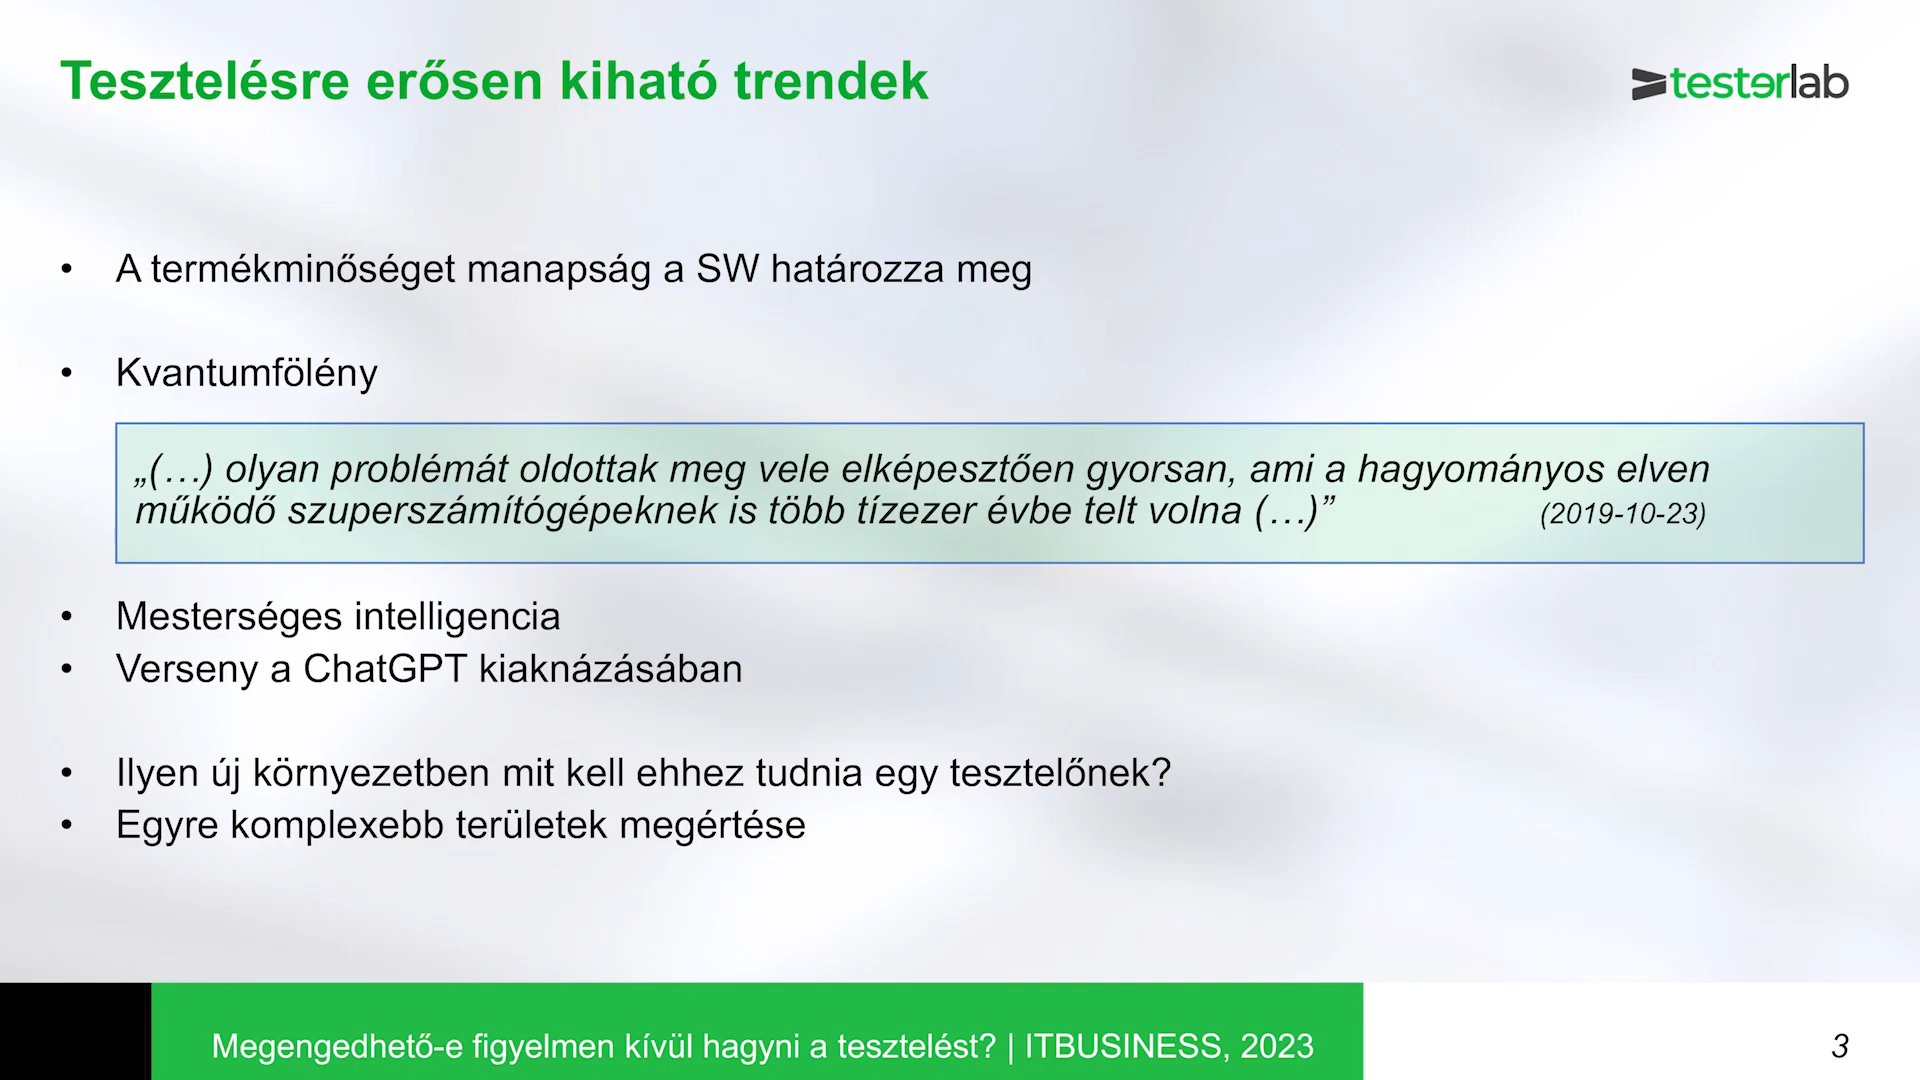 Tesztelésre erősen kiható trendek
testerlab
• A termékminőséget manapság a SW határozza meg
• Kvantumfölény
„(…) olyan problémát oldottak meg vele elképesztően gyorsan, ami a hagyományos elven
működő szuperszámítógépeknek is több tízezer évbe telt volna (…)” (2019-10-23)
• Mesterséges intelligencia
• Verseny a ChatGPT kiaknázásában
• Ilyen új környezetben mit kell ehhez tudnia egy tesztelőnek?
• Egyre komplexebb területek megértése
Megengedhető-e figyelmen kívül hagyni a tesztelést? | ITBUSINESS, 2023
3